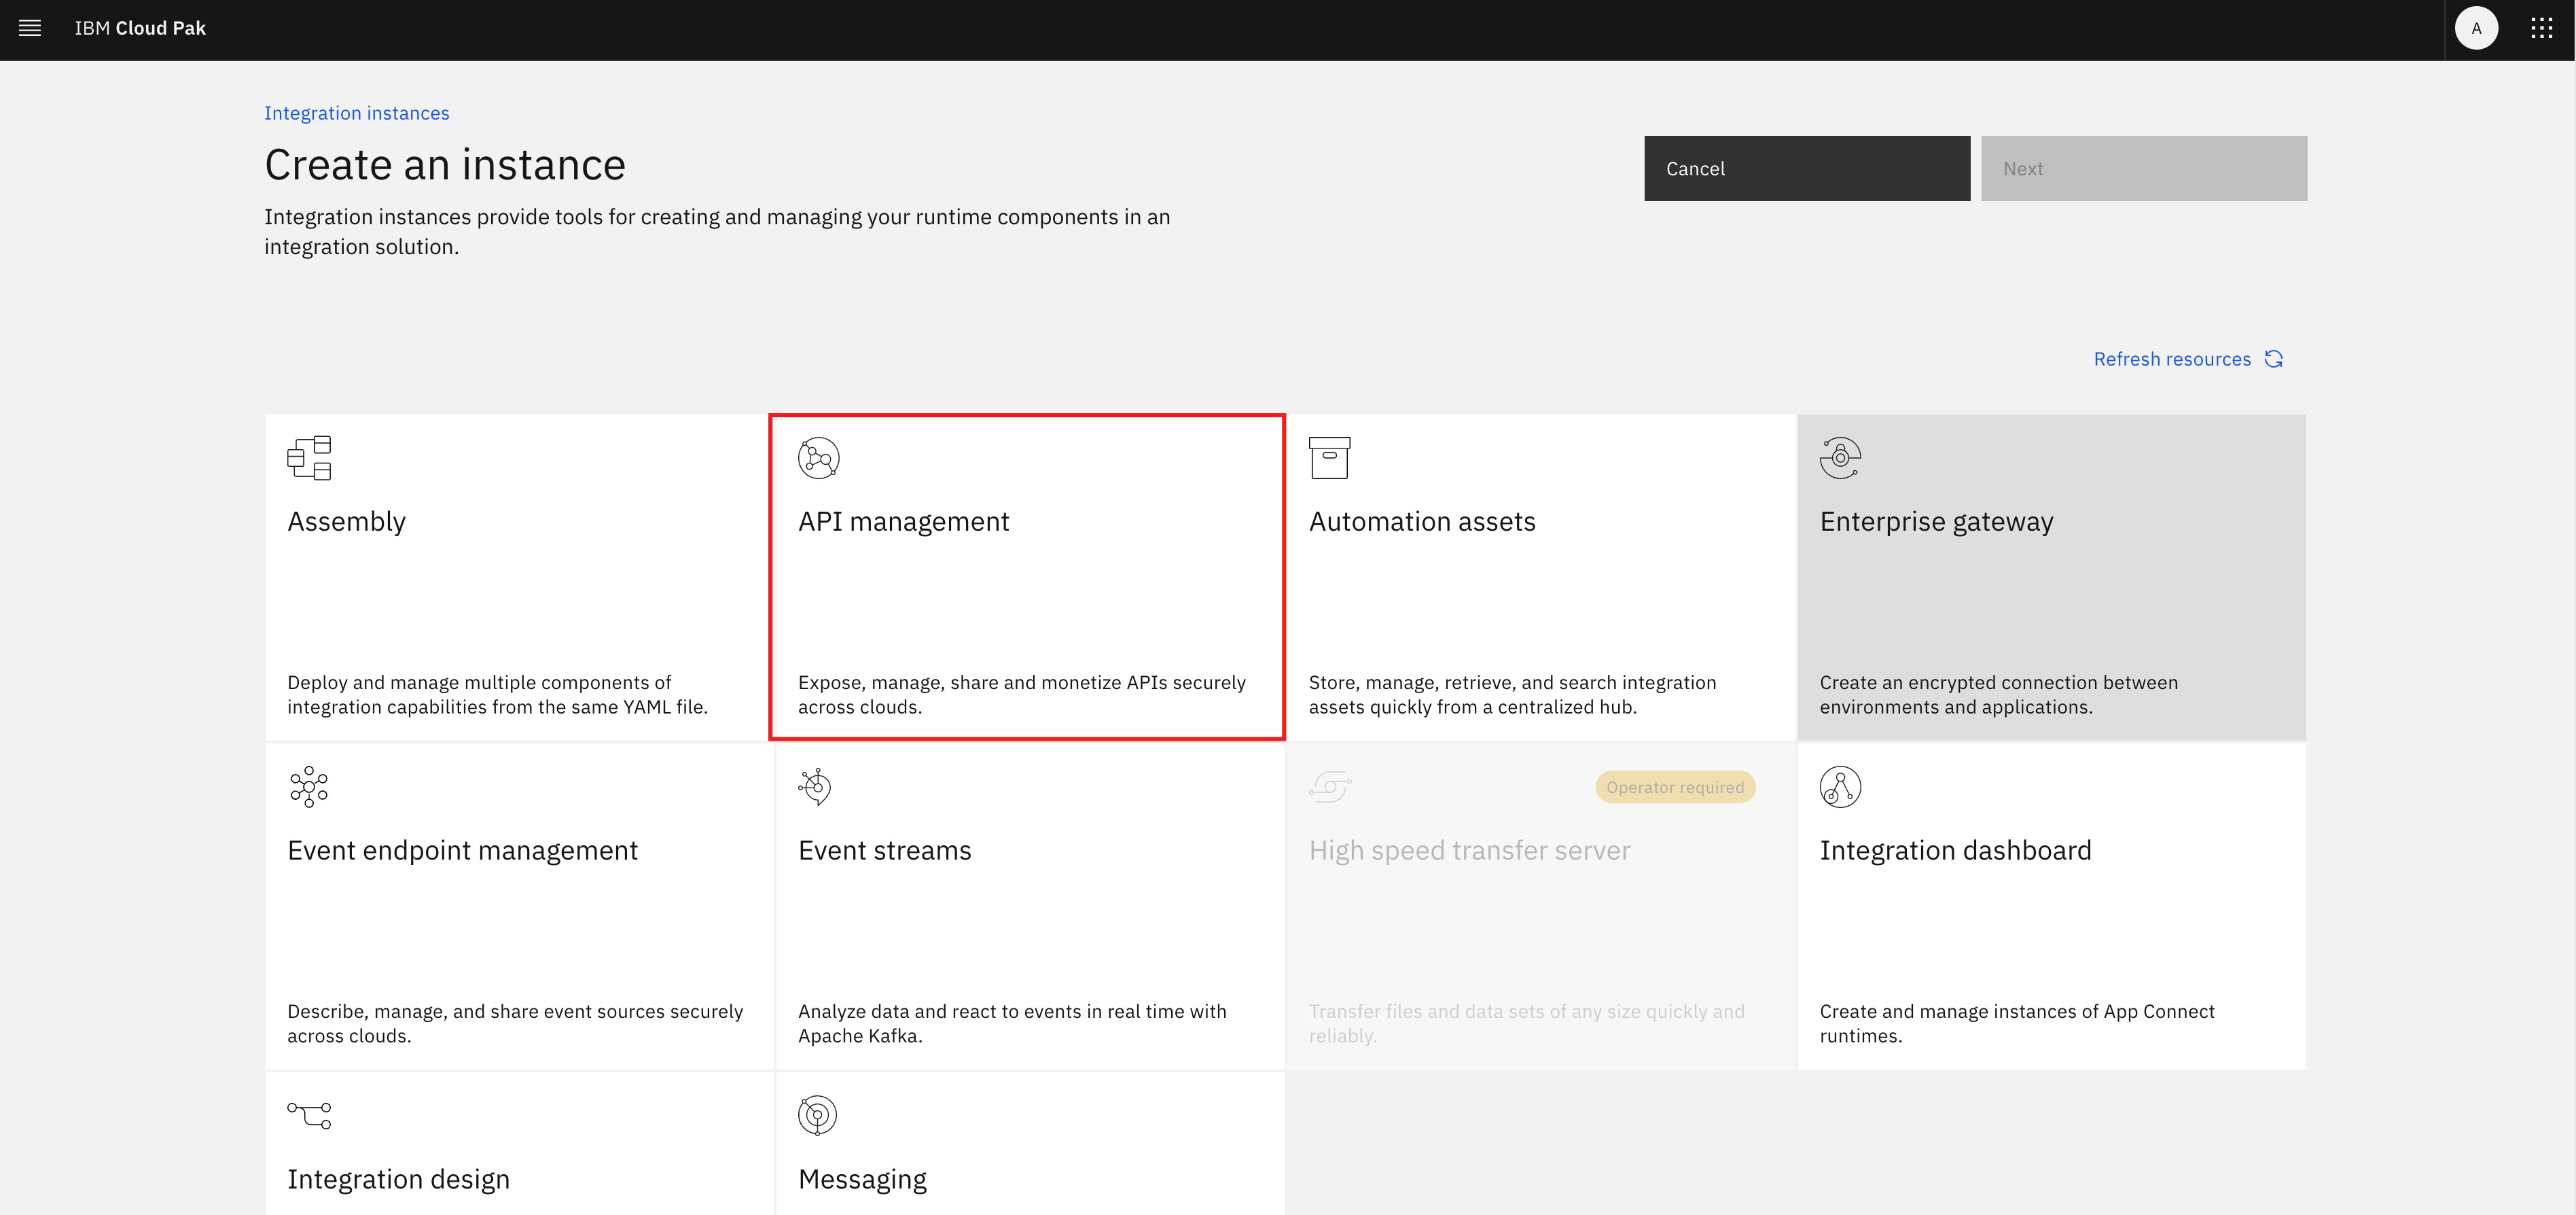 IBM Cloud Pak
A
Integration instances
Create an instance
Cancel
Next
Integration instances provide tools for creating and managing your runtime components in an
integration solution.
Refresh resources
Assembly
Deploy and manage multiple components of
integration capabilities from the same YAML file.
API management
Expose, manage, share and monetize APIs securely
across clouds.
Automation assets
Store, manage, retrieve, and search integration
assets quickly from a centralized hub.
Enterprise gateway
Create an encrypted connection between
environments and applications.
Event endpoint management
Describe, manage, and share event sources securely
across clouds.
Event streams
Analyze data and react to events in real time with
Apache Kafka.
Operator required
High speed transfer server
Transfer files and data sets of any size quickly and
reliably.
Integration dashboard
Create and manage instances of App Connect
runtimes.
Integration design
Messaging